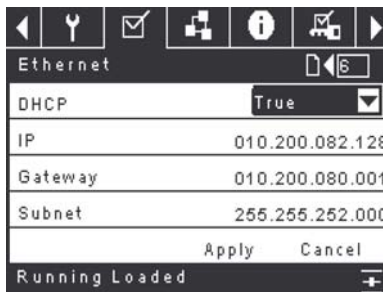 Ethernet 6
DHCP True
IP 010.200.082.128
Gateway 010.200.080.001
Subnet 255.255.252.000
Apply Cancel
Running Loaded